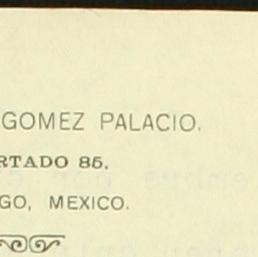 GOMEZ PALACIO.
RTADO 85.
GO, MEXICO.